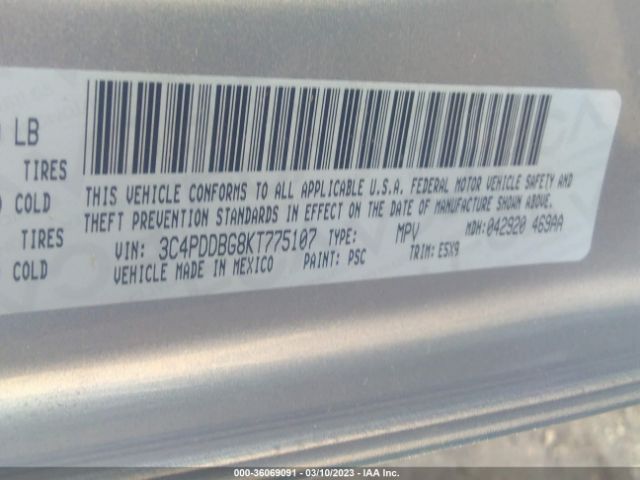 LB
TIRES
COLD
TIRES
COLD
THIS VEHICLE CONFORMS TO ALL APPLICABLE U.S.A. FEDERAL MOTOR VEHICLE SAFETY AND
THEFT PREVENTION STANDARDS IN EFFECT ON THE DATE OF MANUFACTURE SHOWN ABOVE.
VIN: 3C4PDDBG8KT775107 TYPE: MPV MDH: 042920 469AA
VEHICLE MADE IN MEXICO PAINT: PSC TRIM: ESX9
000-36069091 — 03/10/2023 — IAA Inc.